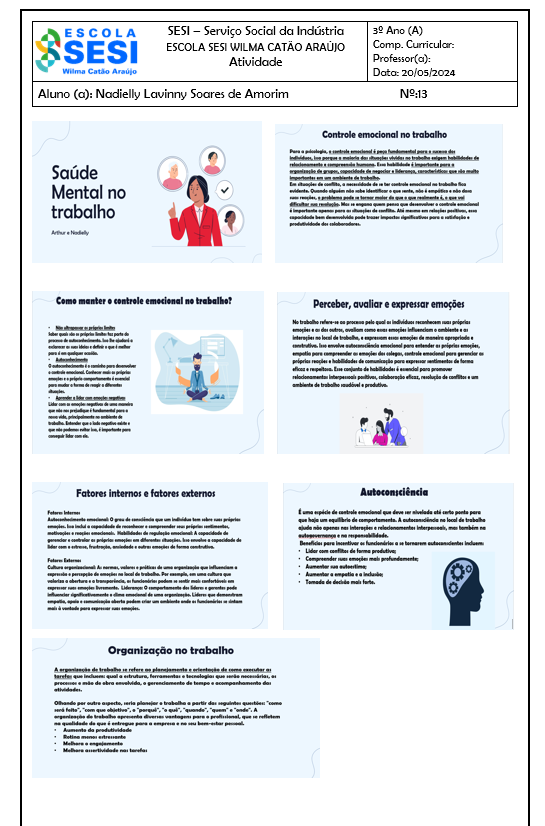 ESCOLA
SESI
Wilma Catão Araújo
SESI – Serviço Social da Indústria
ESCOLA SESI WILMA CATÃO ARAÚJO
Atividade
3º Ano (A)
Comp. Curricular:
Professor(a):
Data: 20/05/2024
Aluno (a): Nadielly Lavinny Soares de Amorim Nº:13
Saúde
Mental no
trabalho
Arthur e Nadielly
Controle emocional no trabalho
Para a psicologia, o controle emocional é peça fundamental para o sucesso dos
indivíduos, isso porque a maioria das situações vividas no trabalho exigem habilidades de
relacionamento e compreensão humana. Essa habilidade é importante para a
organização de grupos, capacidade de negociar e liderança, características que são muito
importantes em um ambiente de trabalho.
Em situações de conflito, a necessidade de se ter controle emocional no trabalho fica
evidente. Quando alguém não sabe identificar o que sente, não é empático e não doma
suas reações, o problema pode se tornar maior do que o que realmente é, o que vai
dificultar sua resolução. Mas se engana quem pensa que desenvolver o controle emocional
é importante apenas para as situações de conflito. Até mesmo em relações positivas, essa
capacidade bem desenvolvida pode trazer impactos significativos para a satisfação e
produtividade dos colaboradores.
Como manter o controle emocional no trabalho?
• Não ultrapassar os próprios limites
Saber quais são os próprios limites faz parte do
processo de autoconhecimento. Isso lhe ajudará a
esclarecer as suas ideias e definir o que é melhor
para si em qualquer ocasião.
• Autoconhecimento
O autoconhecimento é o caminho para desenvolver
o controle emocional. Conhecer mais as próprias
emoções e o próprio comportamento é essencial
para mudar a forma de reagir a diferentes
situações.
• Aprender a lidar com emoções negativas
Lidar com as emoções negativas de uma maneira
que não nos prejudique é fundamental para a
nossa vida, principalmente no ambiente de
trabalho. Entender que o lado negativo existe e
que não podemos evitar isso, é importante para
conseguir lidar com ele.
Perceber, avaliar e expressar emoções
No trabalho refere-se ao processo pelo qual os indivíduos reconhecem suas próprias
emoções e as dos outros, avaliam como essas emoções influenciam o ambiente e as
interações no local de trabalho, e expressam essas emoções de maneira apropriada e
construtiva. Isso envolve autoconsciência emocional para entender as próprias emoções,
empatia para compreender as emoções dos colegas, controle emocional para gerenciar as
próprias reações e habilidades de comunicação para expressar sentimentos de forma
eficaz e respeitosa. Esse conjunto de habilidades é essencial para promover
relacionamentos interpessoais positivos, colaboração eficaz, resolução de conflitos e um
ambiente de trabalho saudável e produtivo.
Fatores internos e fatores externos
Fatores Internos
Autoconhecimento emocional: O grau de consciência que um indivíduo tem sobre suas próprias
emoções. Isso inclui a capacidade de reconhecer e compreender seus próprios sentimentos,
motivações e reações emocionais. Habilidades de regulação emocional: A capacidade de
gerenciar e controlar as próprias emoções em diferentes situações. Isso envolve a capacidade de
lidar com o estresse, frustração, ansiedade e outras emoções de forma construtiva.
Fatores Externos
Cultura organizacional: As normas, valores e práticas de uma organização que influenciam a
expressão e percepção de emoções no local de trabalho. Por exemplo, em uma cultura que
valoriza a abertura e a transparência, os funcionários podem se sentir mais confortáveis em
expressar suas emoções livremente. Liderança: O comportamento dos líderes e gerentes pode
influenciar significativamente o clima emocional de uma organização. Líderes que demonstram
empatia, apoio e comunicação aberta podem criar um ambiente onde os funcionários se sintam
mais à vontade para expressar suas emoções.
Autoconsciência
É uma espécie de controle emocional que deve ser nivelada até certo ponto para
que haja um equilíbrio de comportamento. A autoconsciência no local de trabalho
ajuda não apenas nas interações e relacionamentos interpessoais, mas também na
autogovernança e na responsabilidade.
Benefícios para incentivar os funcionários a se tornarem autoconscientes incluem:
• Lidar com conflitos de forma produtiva;
• Compreender suas emoções mais profundamente;
• Aumentar sua autoestima;
• Aumentar a empatia e a inclusão;
• Tomada de decisão mais forte.
Organização no trabalho
A organização de trabalho se refere ao planejamento e orientação de como executar as
tarefas que incluem: qual a estrutura, ferramentas e tecnologias que serão necessárias, os
processos e mão de obra envolvida, o gerenciamento de tempo e acompanhamento das
atividades.
Olhando por outro aspecto, seria planejar o trabalho a partir das seguintes questões: "como
será feito", "com que objetivo", o "porquê", "o quê", "quando", "quem" e "onde". A
organização do trabalho apresenta diversas vantagens para o profissional, que se refletem
na qualidade do que é entregue para a empresa e no seu bem-estar pessoal.
• Aumento da produtividade
• Rotina menos estressante
• Melhora o engajamento
• Melhora assertividade nas tarefas